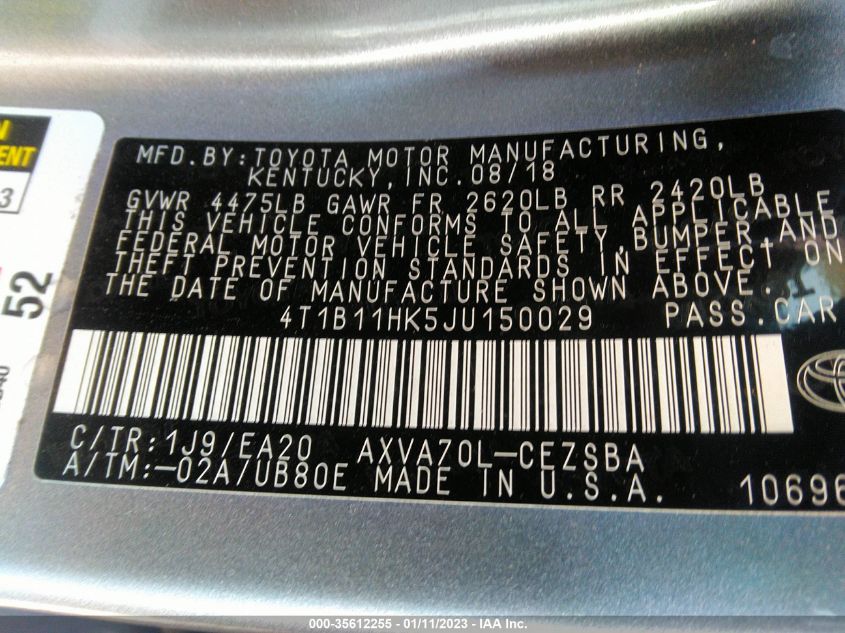 MFD.BY:TOYOTA MOTOR MANUFACTURING,
KENTUCKY,INC.08/18
GVWR 4475LB GAWR FR 2620LB RR 2420LB
THIS VEHICLE CONFORMS TO ALL APPLICABLE
FEDERAL MOTOR VEHICLE SAFETY,BUMPER,AND
THEFT PREVENTION STANDARDS IN EFFECT ON
THE DATE OF MANUFACTURE SHOWN ABOVE.
4T1B11HK5JU150029 PASS.CAR
C/TR:1J9/EA20 AXVA70L-CEZSBA
A/TM:-02A/UB80E MADE IN U.S.A.
10696
52
000-35612255 - 01/11/2023 - IAA Inc.